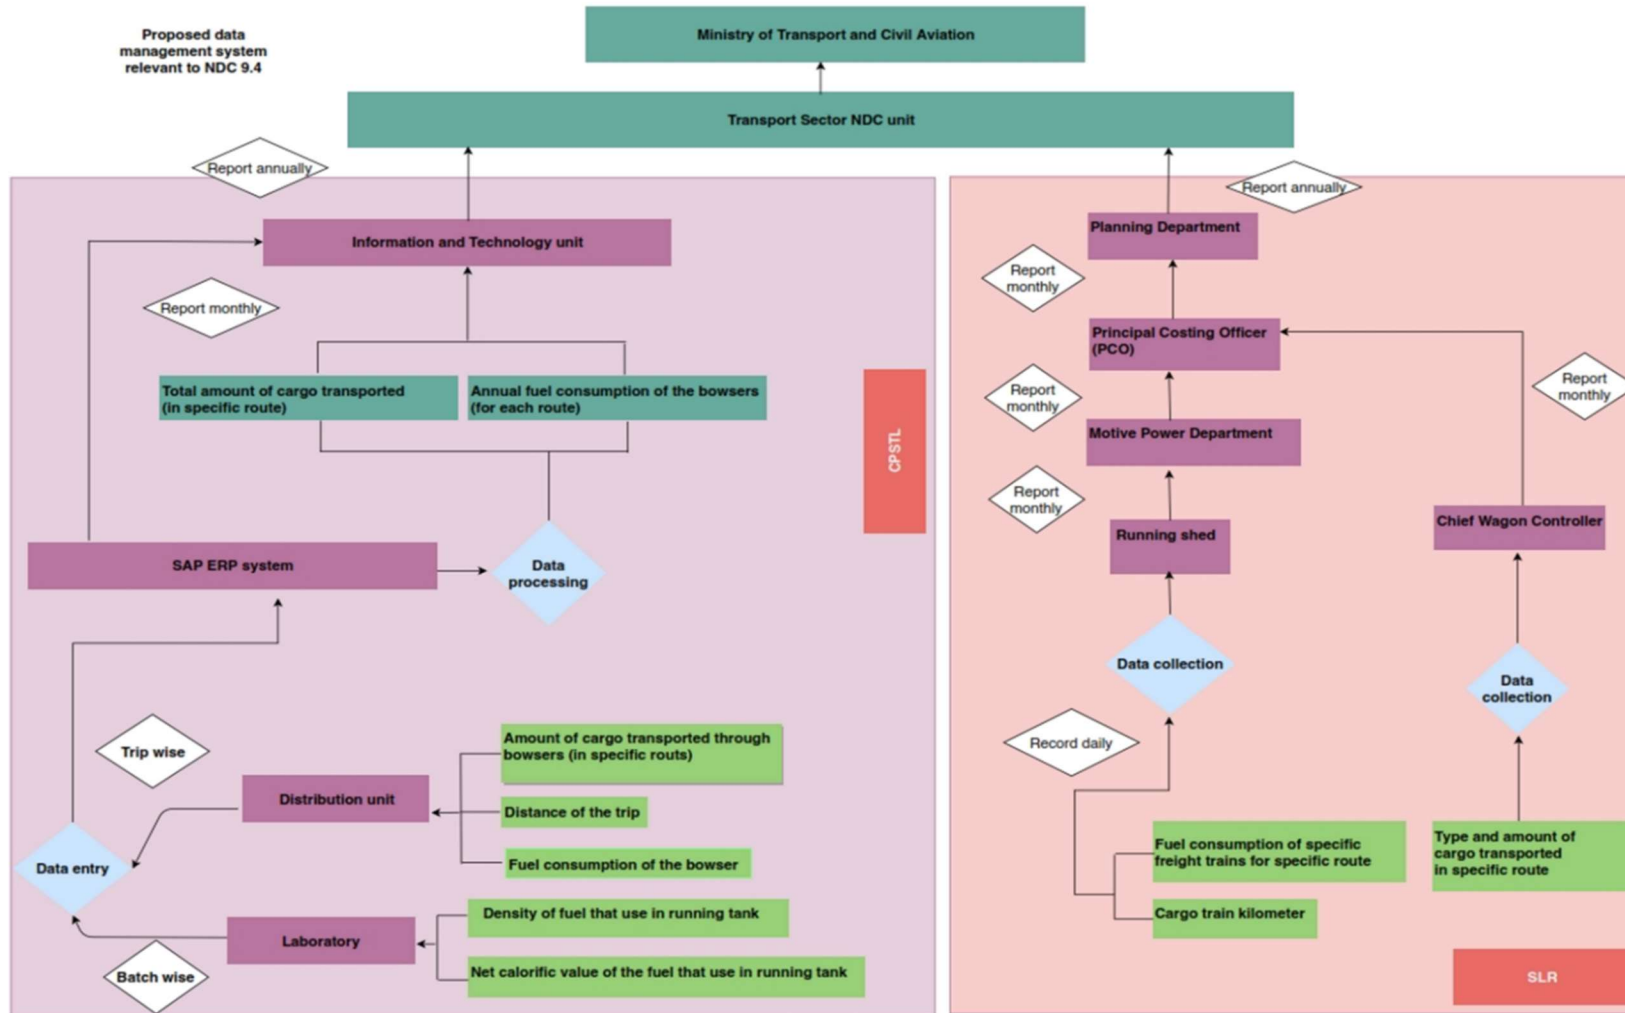 Proposed data
management system
relevant to NDC 9.4
Ministry of Transport and Civil Aviation
Transport Sector NDC unit
Report annually
Information and Technology unit
Report monthly
Total amount of cargo transported
(in specific route)
Annual fuel consumption of the bowsers
(for each route)
CPSTL
SAP ERP system
Data
processing
Trip wise
Amount of cargo transported through
bowsers (in specific routs)
Distribution unit
Distance of the trip
Fuel consumption of the bowser
Data entry
Density of fuel that use in running tank
Laboratory
Net calorific value of the fuel that use in running tank
Batch wise
Report annually
Planning Department
Report
monthly
Principal Costing Officer
(PCO)
Report
monthly
Report
monthly
Motive Power Department
Report
monthly
Running shed
Chief Wagon Controller
Data collection
Data
collection
Record daily
Fuel consumption of specific
freight trains for specific route
Type and amount of
cargo transported
in specific route
Cargo train kilometer
SLR